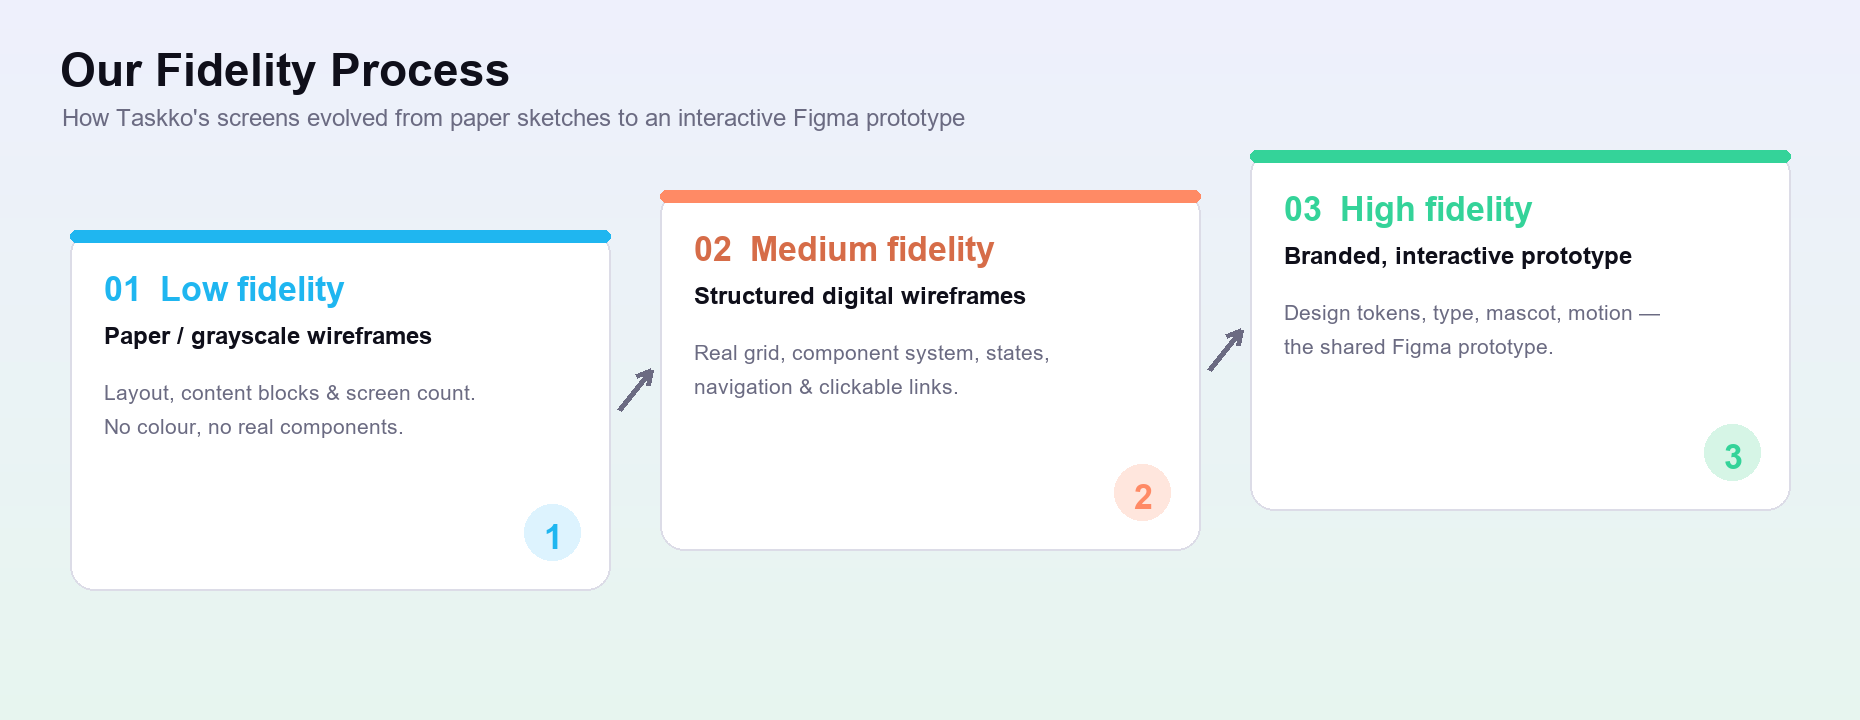 Our Fidelity Process
How Taskko's screens evolved from paper sketches to an interactive Figma prototype
01 Low fidelity
Paper / grayscale wireframes
Layout, content blocks & screen count.
No colour, no real components.
1
02 Medium fidelity
Structured digital wireframes
Real grid, component system, states,
navigation & clickable links.
2
03 High fidelity
Branded, interactive prototype
Design tokens, type, mascot, motion —
the shared Figma prototype.
3